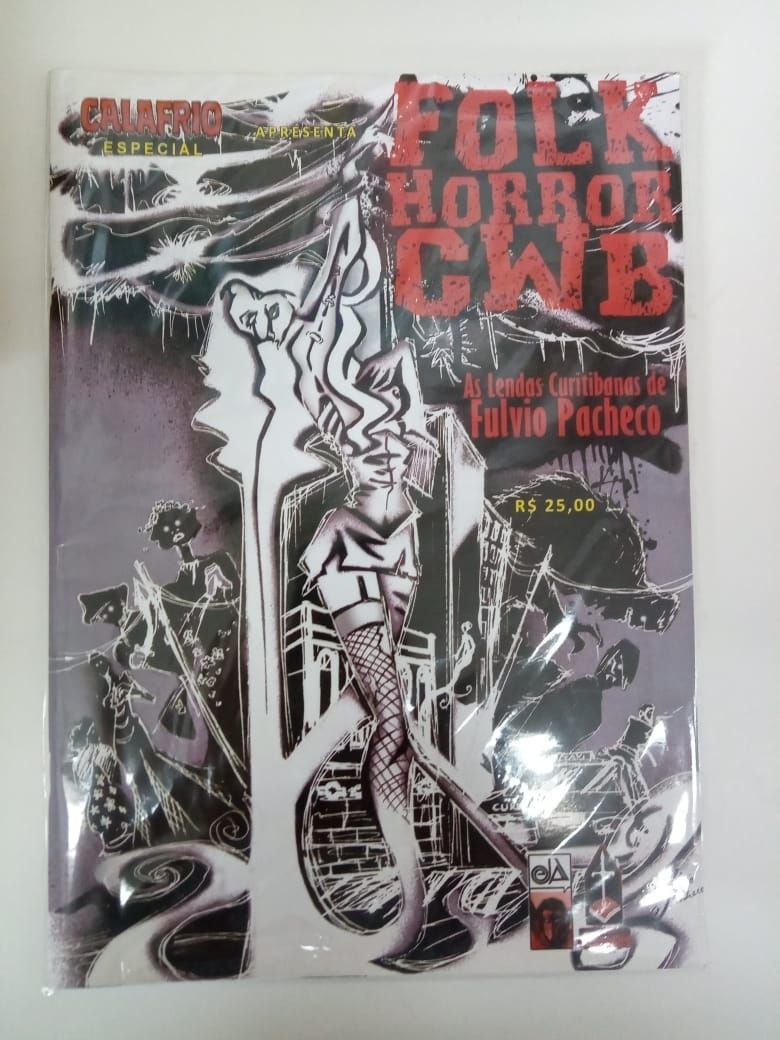 CALAFRIO
ESPECIAL
APRESENTA
FOLK
HORROR
CWB
As Lendas Curitibanas de
Fulvio Pacheco
R$ 25,00